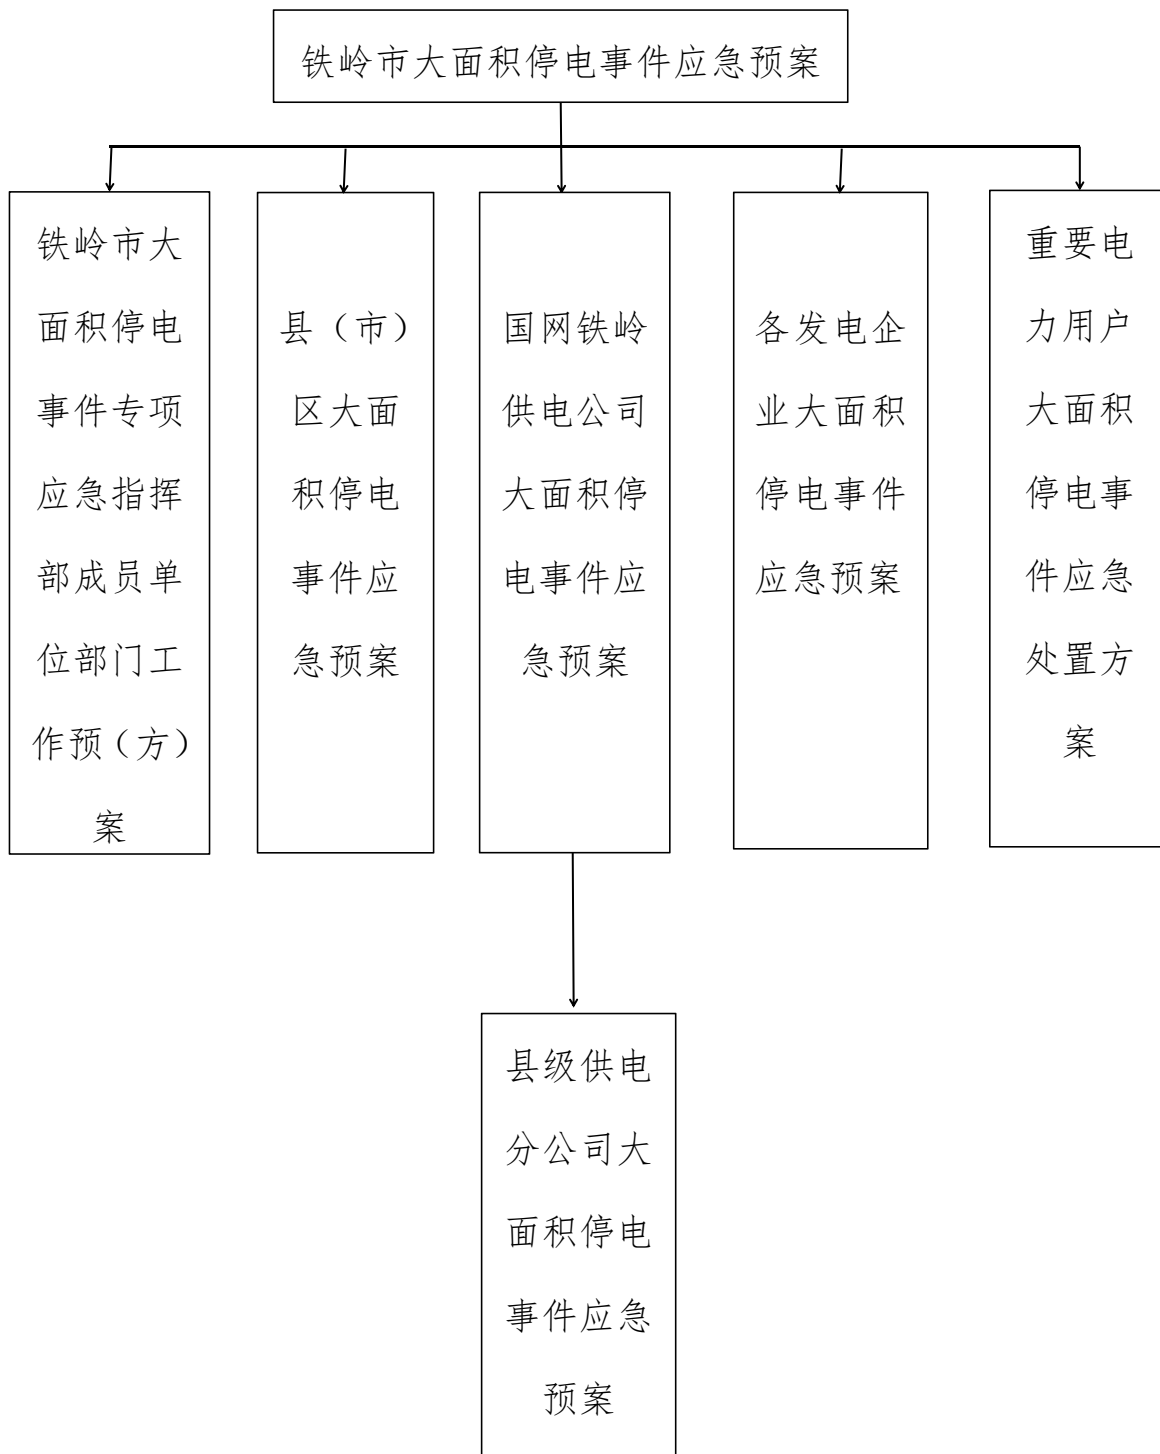 铁岭市大面积停电事件应急预案
铁岭市大
面积停电
事件专项
应急指挥
部成员单
位部门工
作预（方）
案
县（市）
区大面
积停电
事件应
急预案
国网铁岭
供电公司
大面积停
电事件应
急预案
各发电企
业大面积
停电事件
应急预案
重要电
力用户
大面积
停电事
件应急
处置方
案
县级供电
分公司大
面积停电
事件应急
预案